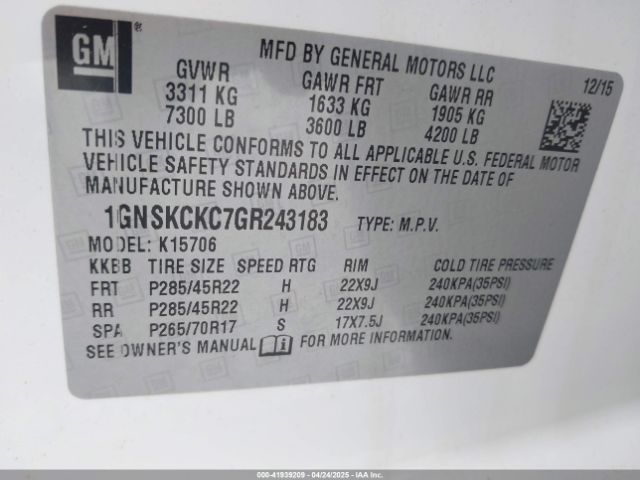 GM
MFD BY GENERAL MOTORS LLC
12/15
GVWR GAWR FRT GAWR RR
3311 KG 1633 KG 1905 KG
7300 LB 3600 LB 4200 LB
THIS VEHICLE CONFORMS TO ALL APPLICABLE U.S. FEDERAL MOTOR
VEHICLE SAFETY STANDARDS IN EFFECT ON THE DATE OF
MANUFACTURE SHOWN ABOVE.
1GNSKCKC7GR243183 TYPE: M.P.V.
MODEL: K15706
KKBB TIRE SIZE SPEED RTG RIM COLD TIRE PRESSURE
FRT P285/45R22 H 22X9J 240KPA(35PSI)
RR P285/45R22 H 22X9J 240KPA(35PSI)
SPA P265/70R17 S 17X7.5J 240KPA(35PSI)
SEE OWNER'S MANUAL FOR MORE INFORMATION.
000-41939209 - 04/24/2025 - IAAI.com